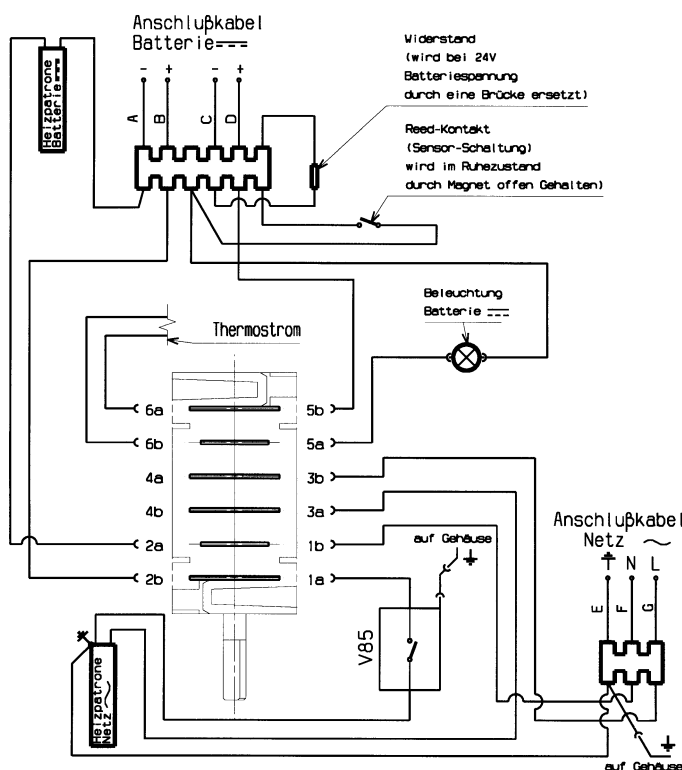 Anschlußkabel
Batterie
- + - +
A B C D
Heizpatrone
Batterie
Widerstand
(wird bei 24V
Batteriespannung
durch eine Brücke ersetzt)
Reed-Kontakt
(Sensor-Schaltung)
wird im Ruhezustand
durch Magnet offen Gehalten)
Beleuchtung
Batterie
Thermostrom
6a 5b
6b 5a
4a 3b
4b 3a
2a 1b
2b 1a
auf Gehäuse
Anschlußkabel
Netz ~
N L
E F G
V85
Heizpatrone
Netz ~
auf Gehäuse